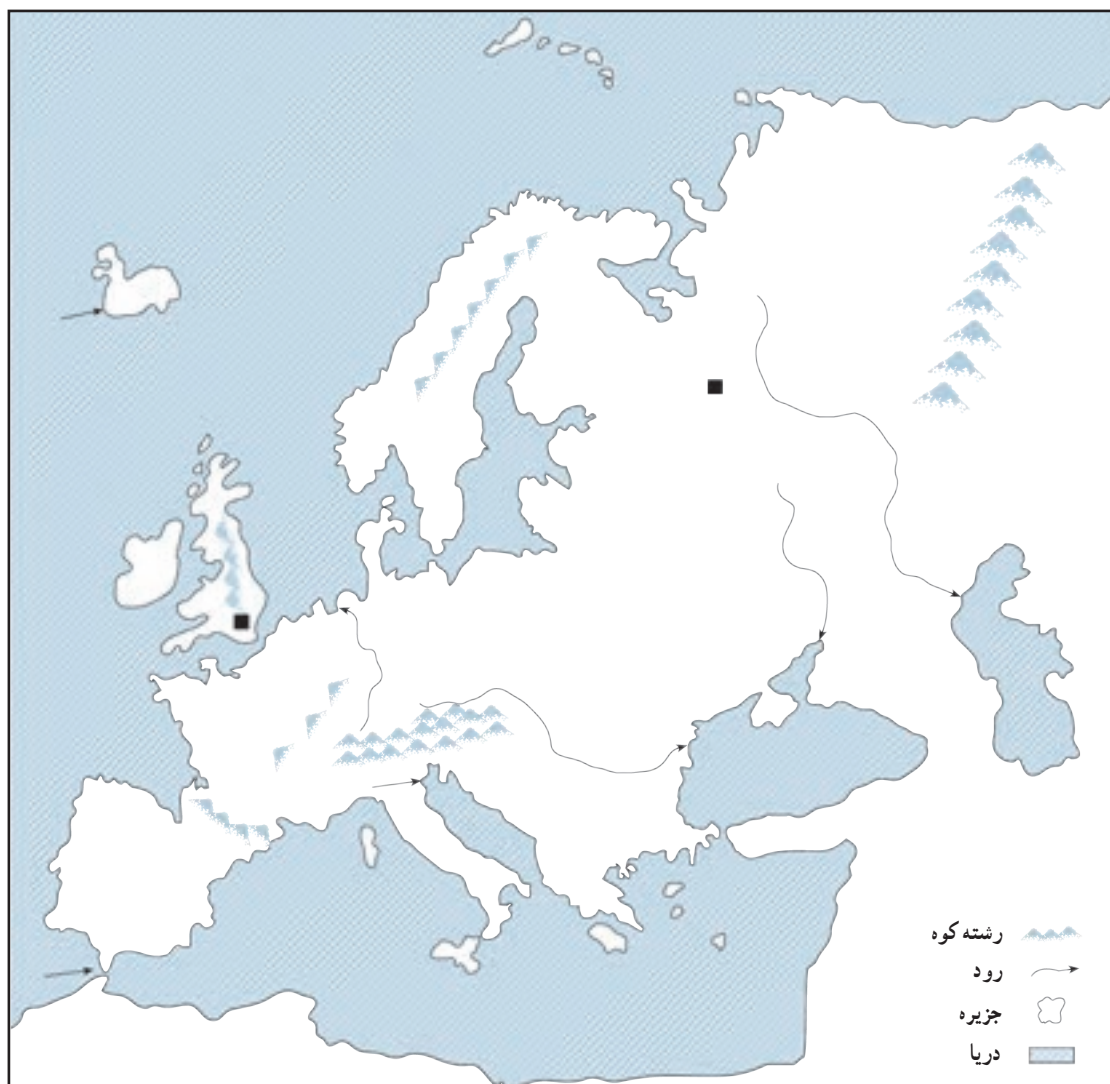 رشته کوه
رود
جزیره
دریا